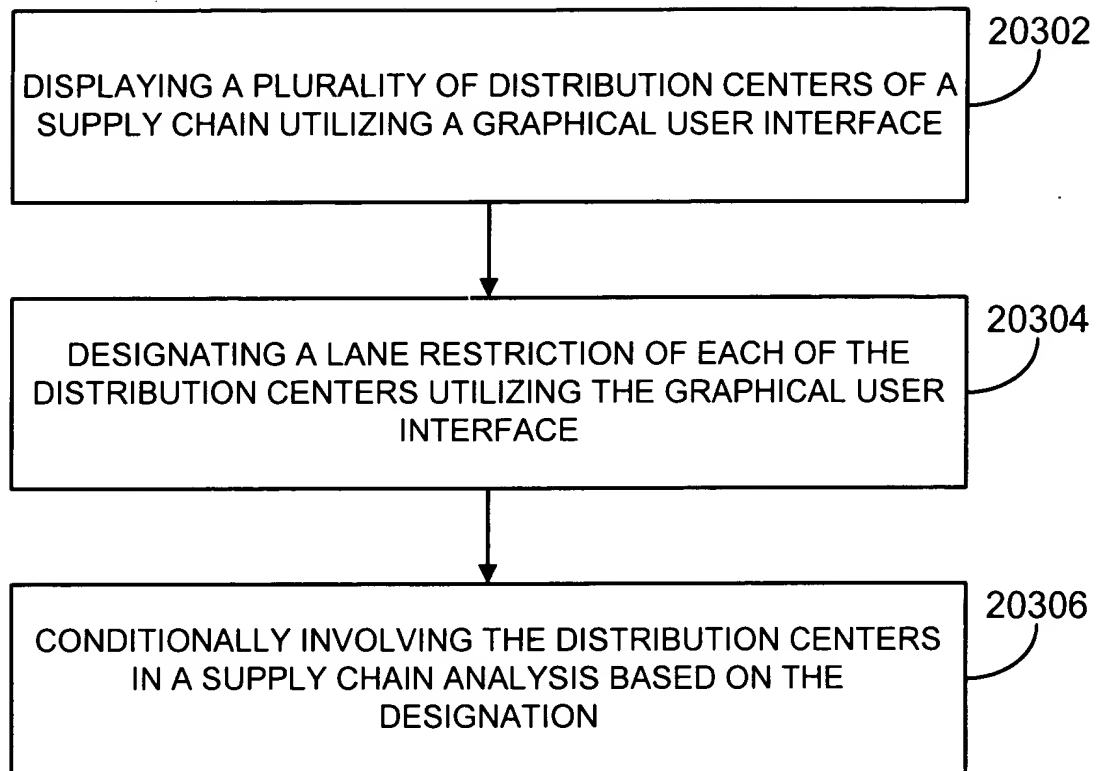 20302
DISPLAYING A PLURALITY OF DISTRIBUTION CENTERS OF A
SUPPLY CHAIN UTILIZING A GRAPHICAL USER INTERFACE
20304
DESIGNATING A LANE RESTRICTION OF EACH OF THE
DISTRIBUTION CENTERS UTILIZING THE GRAPHICAL USER
INTERFACE
20306
CONDITIONALLY INVOLVING THE DISTRIBUTION CENTERS
IN A SUPPLY CHAIN ANALYSIS BASED ON THE
DESIGNATION